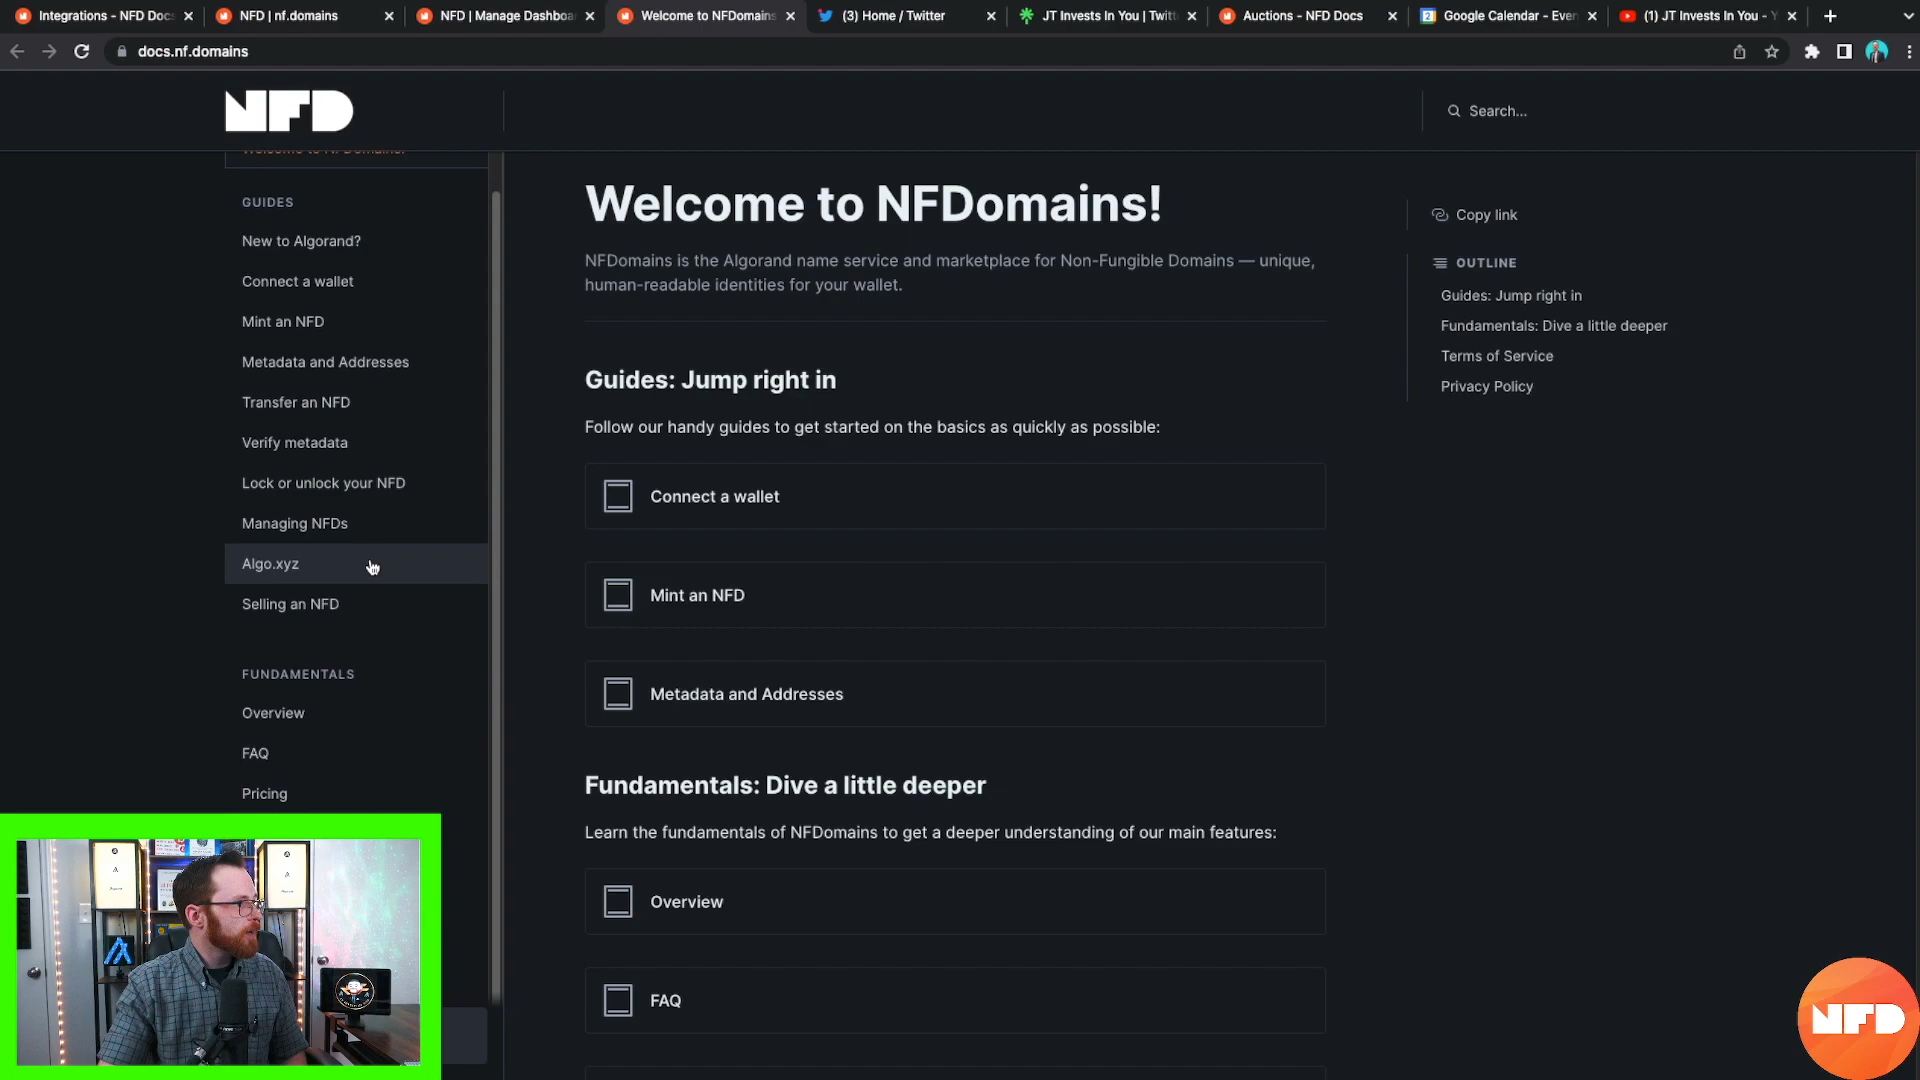 Integrations - NFD Docs
NFD | nf.domains
NFD | Manage Dashboa
Welcome to NFDomains
(3) Home / Twitter
JT Invests In You | Twitt
Auctions - NFD Docs
Google Calendar - Even
(1) JT Invests In You - Y
docs.nf.domains
NFD
Search...
Welcome to NFDomains!
GUIDES
New to Algorand?
Connect a wallet
Mint an NFD
Metadata and Addresses
Transfer an NFD
Verify metadata
Lock or unlock your NFD
Managing NFDs
Algo.xyz
Selling an NFD
FUNDAMENTALS
Overview
FAQ
Pricing
Welcome to NFDomains!
NFDomains is the Algorand name service and marketplace for Non-Fungible Domains — unique,
human-readable identities for your wallet.
Guides: Jump right in
Follow our handy guides to get started on the basics as quickly as possible:
Connect a wallet
Mint an NFD
Metadata and Addresses
Fundamentals: Dive a little deeper
Learn the fundamentals of NFDomains to get a deeper understanding of our main features:
Overview
FAQ
Copy link
OUTLINE
Guides: Jump right in
Fundamentals: Dive a little deeper
Terms of Service
Privacy Policy
NFD